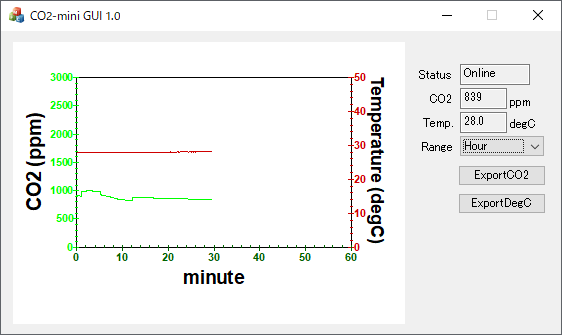 CO2-mini GUI 1.0
Status Online
CO2 839 ppm
Temp. 28.0 degC
Range Hour
ExportCO2
ExportDegC
CO2 (ppm)
3000
2500
2000
1500
1000
500
0
Temperature (degC)
50
40
30
20
10
0
0 10 20 30 40 50 60
minute